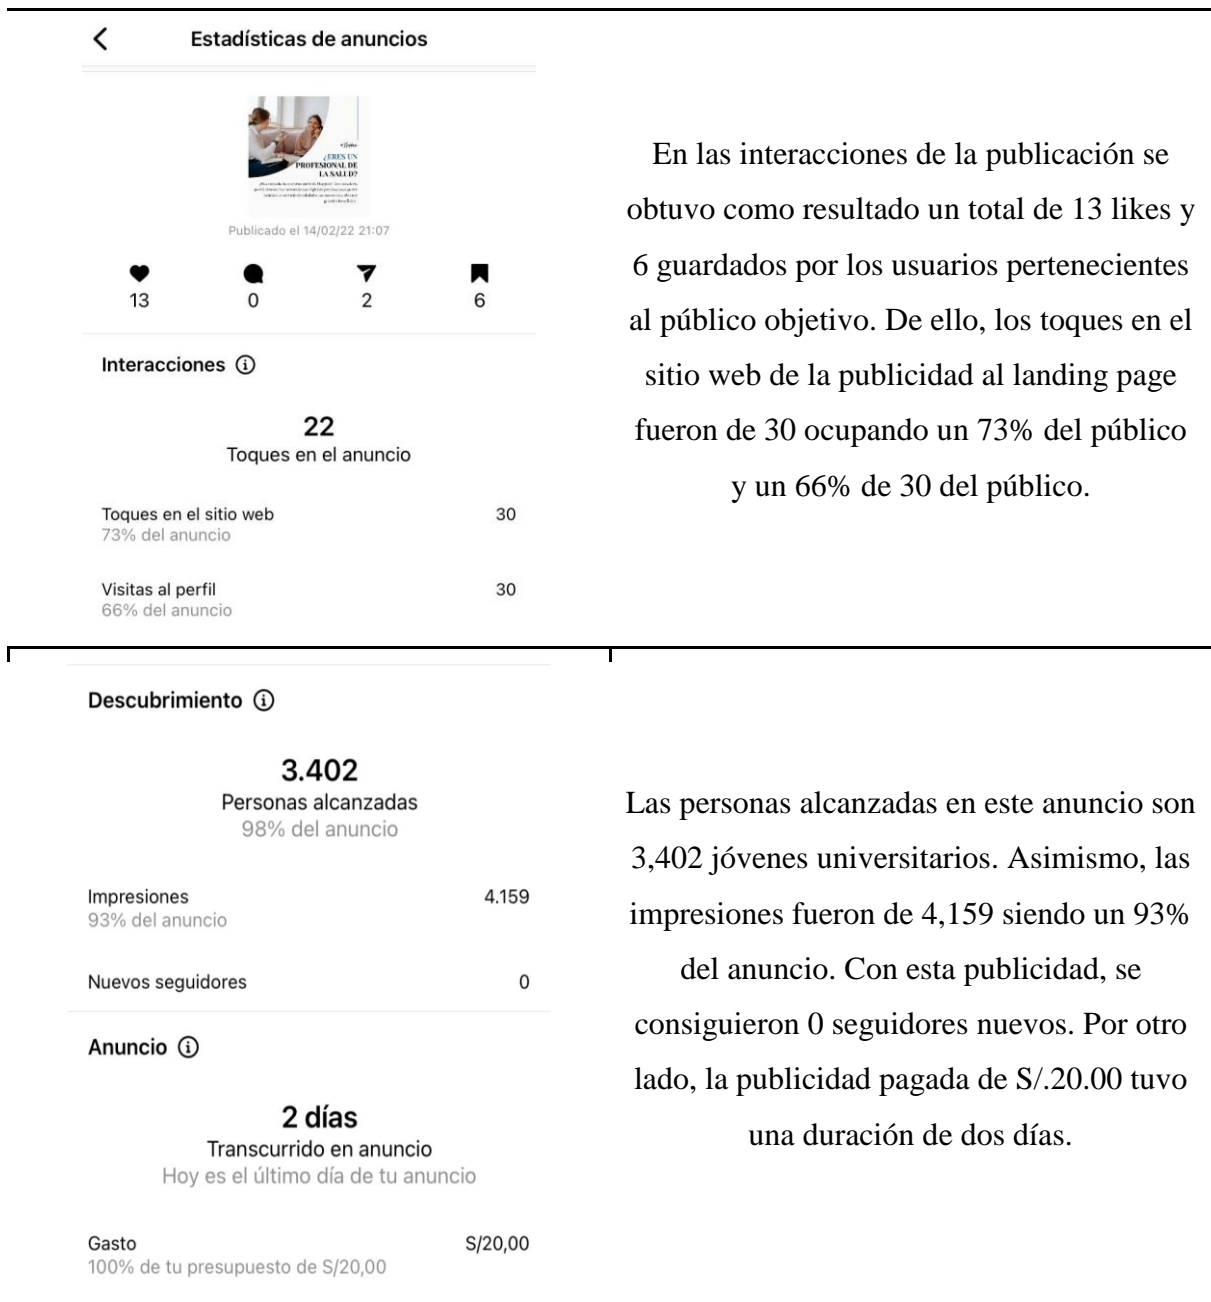 Estadísticas de anuncios
¿ERES UN
PROFESIONAL DE
LA SALUD?
Publicado el 14/02/22 21:07
13
0
2
6
Interacciones
22
Toques en el anuncio
Toques en el sitio web 30
73% del anuncio
Visitas al perfil 30
66% del anuncio
En las interacciones de la publicación se
obtuvo como resultado un total de 13 likes y
6 guardados por los usuarios pertenecientes
al público objetivo. De ello, los toques en el
sitio web de la publicidad al landing page
fueron de 30 ocupando un 73% del público
y un 66% de 30 del público.
Descubrimiento
3.402
Personas alcanzadas
98% del anuncio
Impresiones 4.159
93% del anuncio
Nuevos seguidores 0
Anuncio
2 días
Transcurrido en anuncio
Hoy es el último día de tu anuncio
Gasto S/20,00
100% de tu presupuesto de S/20,00
Las personas alcanzadas en este anuncio son
3,402 jóvenes universitarios. Asimismo, las
impresiones fueron de 4,159 siendo un 93%
del anuncio. Con esta publicidad, se
consiguieron 0 seguidores nuevos. Por otro
lado, la publicidad pagada de S/.20.00 tuvo
una duración de dos días.